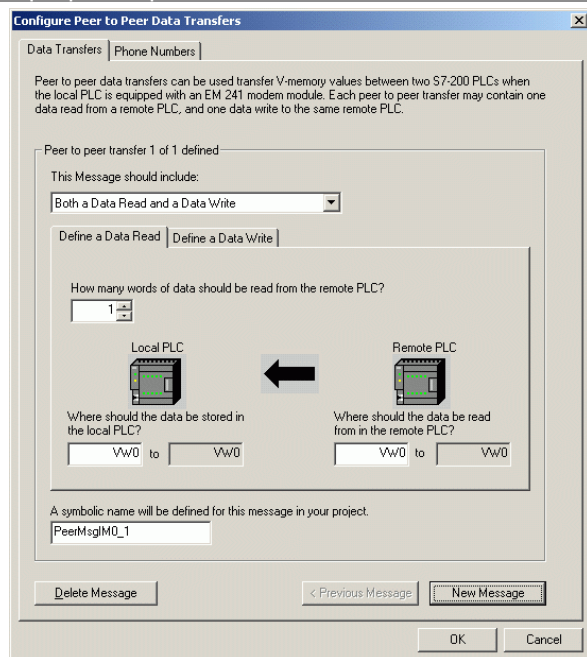 Configure Peer to Peer Data Transfers
Data Transfers
Phone Numbers
Peer to peer data transfers can be used transfer V-memory values between two S7-200 PLCs when
the local PLC is equipped with an EM 241 modem module. Each peer to peer transfer may contain one
data read from a remote PLC, and one data write to the same remote PLC.
Peer to peer transfer 1 of 1 defined
This Message should include:
Both a Data Read and a Data Write
Define a Data Read
Define a Data Write
How many words of data should be read from the remote PLC?
1
Local PLC
Remote PLC
Where should the data be stored in
the local PLC?
Where should the data be read
from in the remote PLC?
VW0 to VW0
VW0 to VW0
A symbolic name will be defined for this message in your project.
PeerMsgIM0_1
Delete Message
< Previous Message
New Message
OK
Cancel